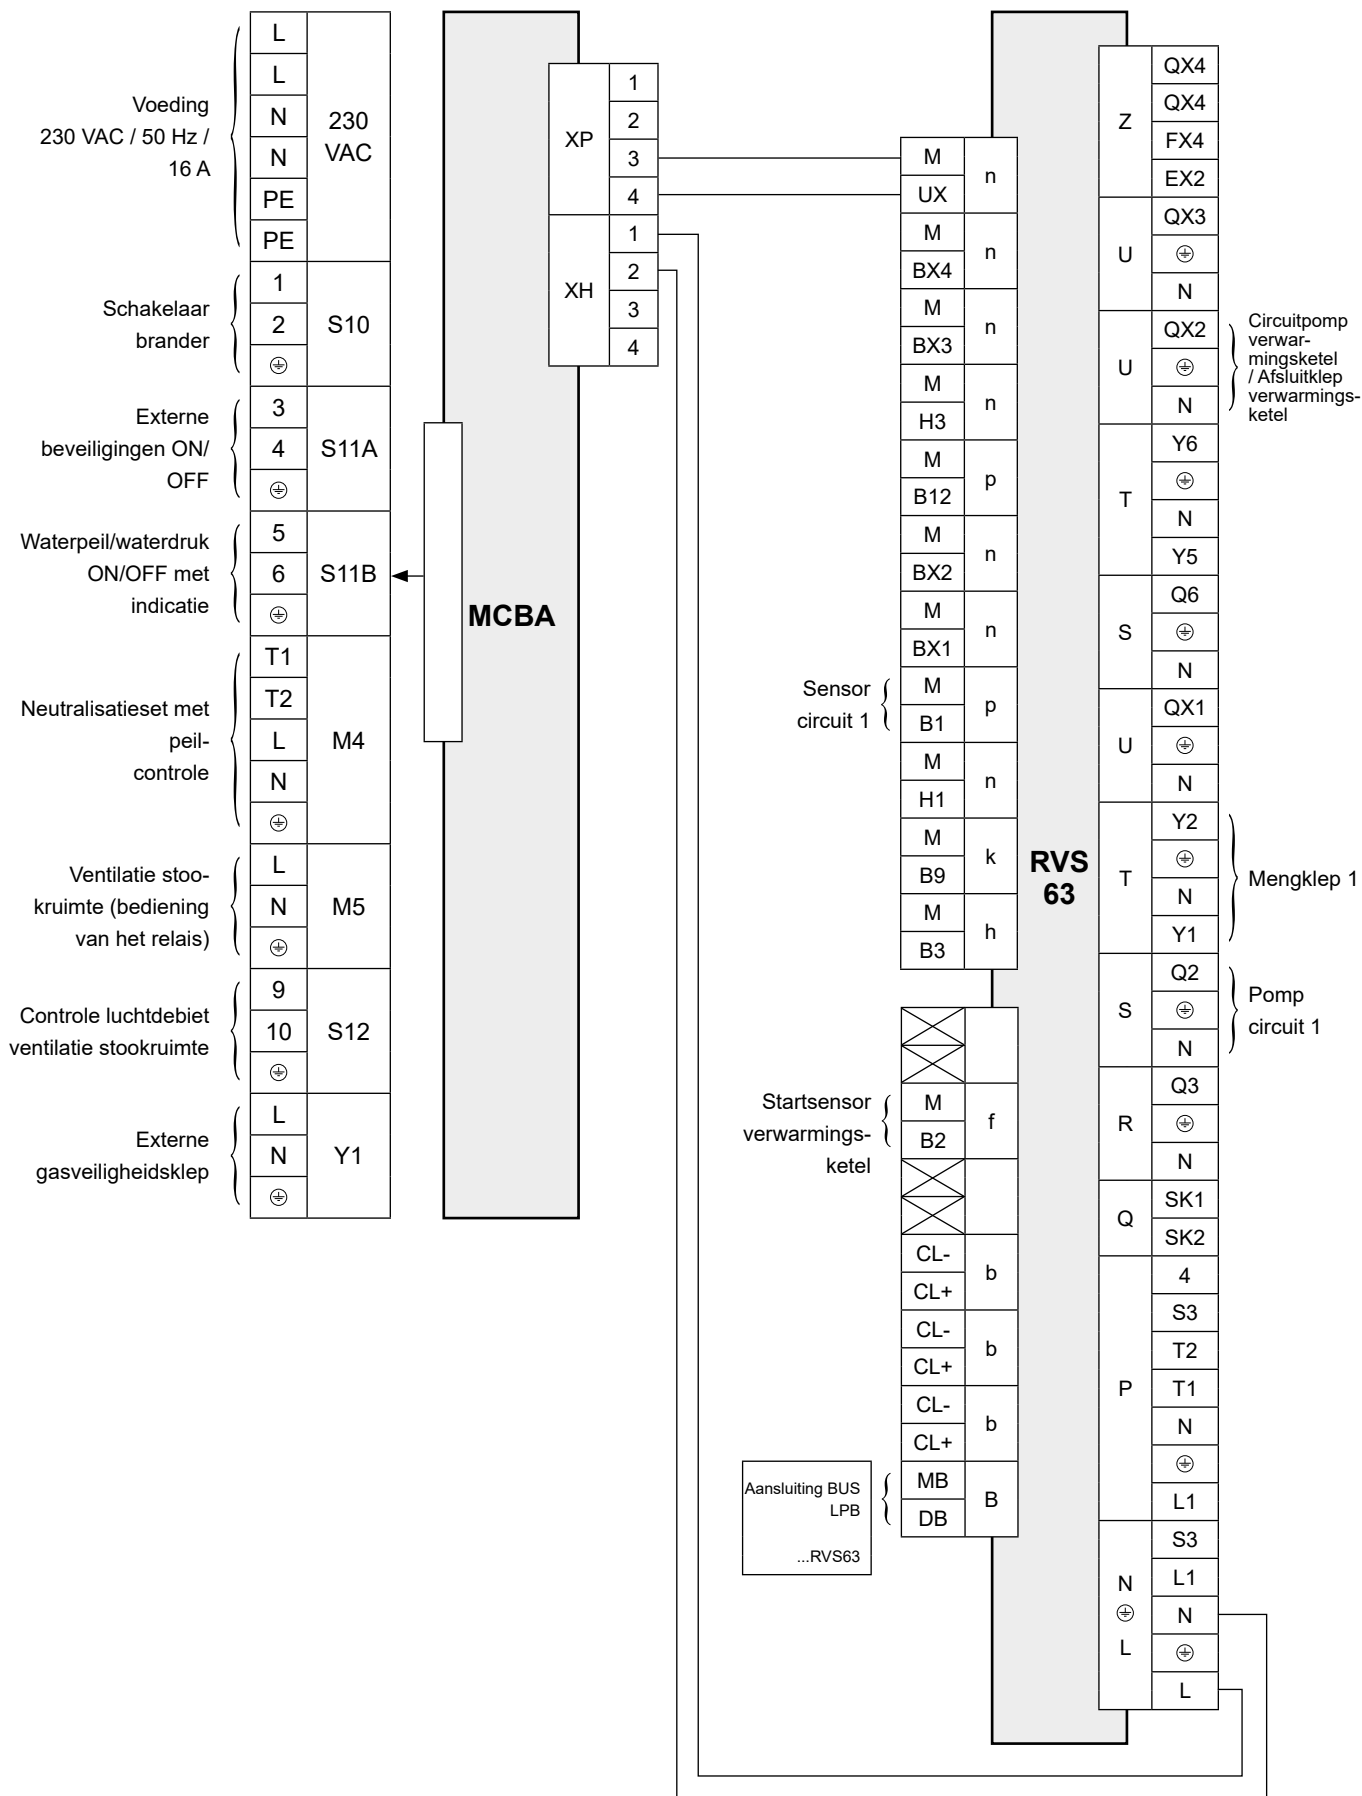 Voeding
230 VAC / 50 Hz /
16 A
L
L
N
N
PE
PE
230
VAC
Schakelaar
brander
1
2
S10
Externe
beveiligingen ON/
OFF
3
4
S11A
Waterpeil/waterdruk
ON/OFF met
indicatie
5
6
S11B
Neutralisatieset met
peil-
controle
T1
T2
L
N
M4
Ventilatie stoo-
kruimte (bediening
van het relais)
L
N
M5
Controle luchtdebiet
ventilatie stookruimte
9
10
S12
Externe
gasveiligheidsklep
L
N
Y1
MCBA
XP
1
2
3
4
XH
1
2
3
4
M
UX
n
M
BX4
n
M
BX3
n
M
H3
n
M
B12
p
M
BX2
n
M
BX1
n
Sensor
circuit 1
M
B1
p
M
H1
n
M
B9
k
M
B3
h
Startsensor
verwarmings-
ketel
M
B2
f
CL-
CL+
b
CL-
CL+
b
CL-
CL+
b
Aansluiting BUS
LPB
...RVS63
MB
DB
B
RVS
63
Z
QX4
QX4
FX4
EX2
U
QX3
N
U
QX2
N
Circuitpomp
verwar-
mingsketel
/ Afsluitklep
verwarmings-
ketel
T
Y6
N
Y5
S
Q6
N
U
QX1
N
T
Y2
N
Y1
Mengklep 1
S
Q2
N
Pomp
circuit 1
R
Q3
N
Q
SK1
SK2
P
4
S3
T2
T1
N
L1
N
L
S3
L1
N
L